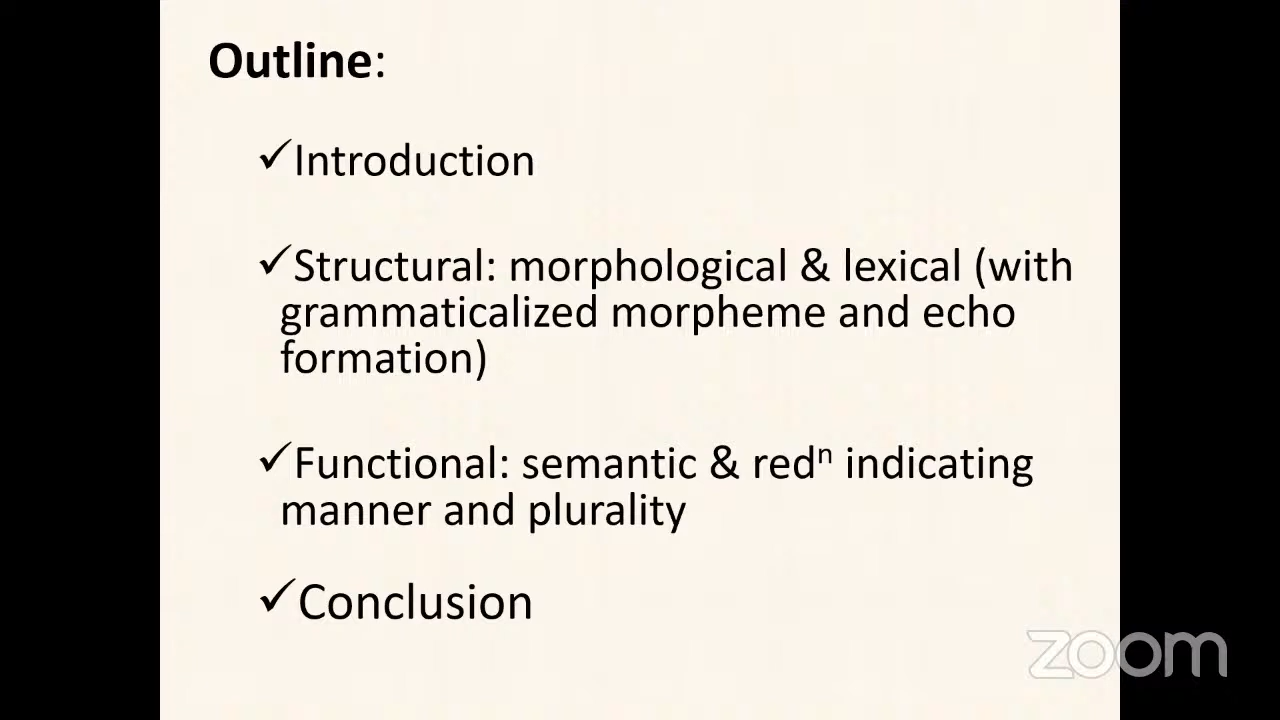 Outline:
✓Introduction
✓Structural: morphological & lexical (with
grammaticalized morpheme and echo
formation)
✓Functional: semantic & redⁿ indicating
manner and plurality
✓Conclusion
zoom